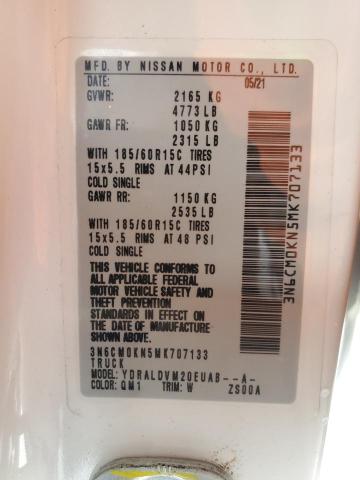 MFD. BY NISSAN MOTOR CO., LTD.
DATE: 05/21
GVWR: 2165 KG
4773 LB
GAWR FR: 1050 KG
2315 LB
WITH 185/60R15C TIRES
15x5.5 RIMS AT 44PSI
COLD SINGLE
GAWR RR: 1150 KG
2535 LB
WITH 185/60R15C TIRES
15x5.5 RIMS AT 48 PSI
COLD SINGLE
THIS VEHICLE CONFORMS TO
ALL APPLICABLE FEDERAL
MOTOR VEHICLE SAFETY AND
THEFT PREVENTION
STANDARDS IN EFFECT ON
THE DATE OF MANUFACTURE
SHOWN ABOVE.
3N6CM0KN5MK707133
TRUCK
MODEL: YDRALDVM20EUAB--A-
COLOR: QM1 TRIM: W ZS00A
3N6CM0KN5MK707133